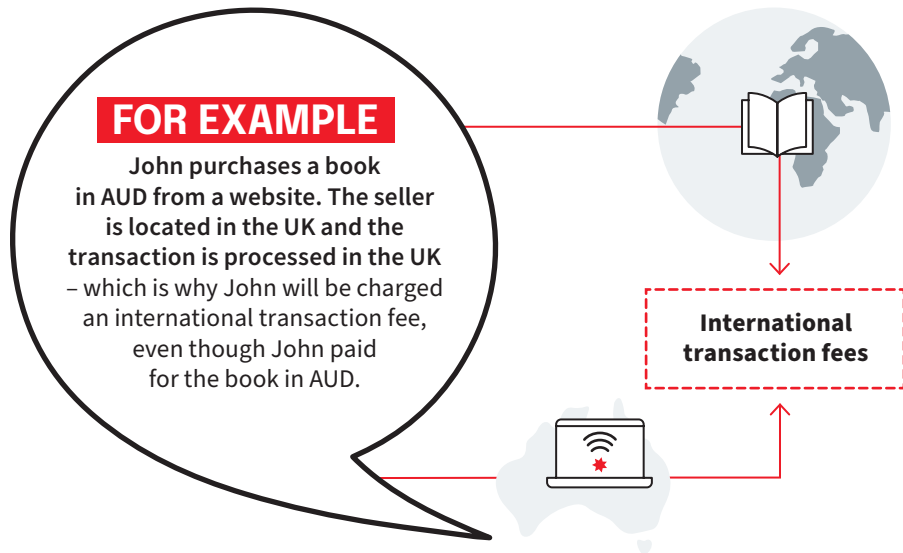 FOR EXAMPLE
John purchases a book
in AUD from a website. The seller
is located in the UK and the
transaction is processed in the UK
– which is why John will be charged
an international transaction fee,
even though John paid
for the book in AUD.
International
transaction fees